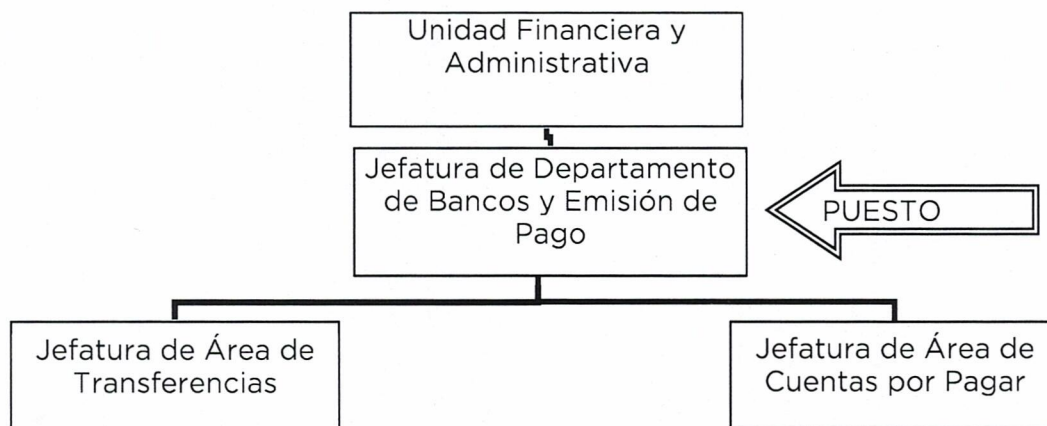 Unidad Financiera y
Administrativa
Jefatura de Departamento
de Bancos y Emisión de
Pago
PUESTO
Jefatura de Área de
Transferencias
Jefatura de Área de
Cuentas por Pagar